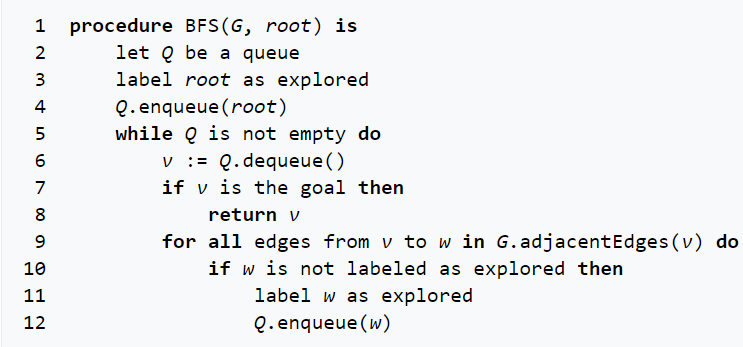 1 procedure BFS(G, root) is
2 let Q be a queue
3 label root as explored
4 Q.enqueue(root)
5 while Q is not empty do
6 v := Q.dequeue()
7 if v is the goal then
8 return v
9 for all edges from v to w in G.adjacentEdges(v) do
10 if w is not labeled as explored then
11 label w as explored
12 Q.enqueue(w)